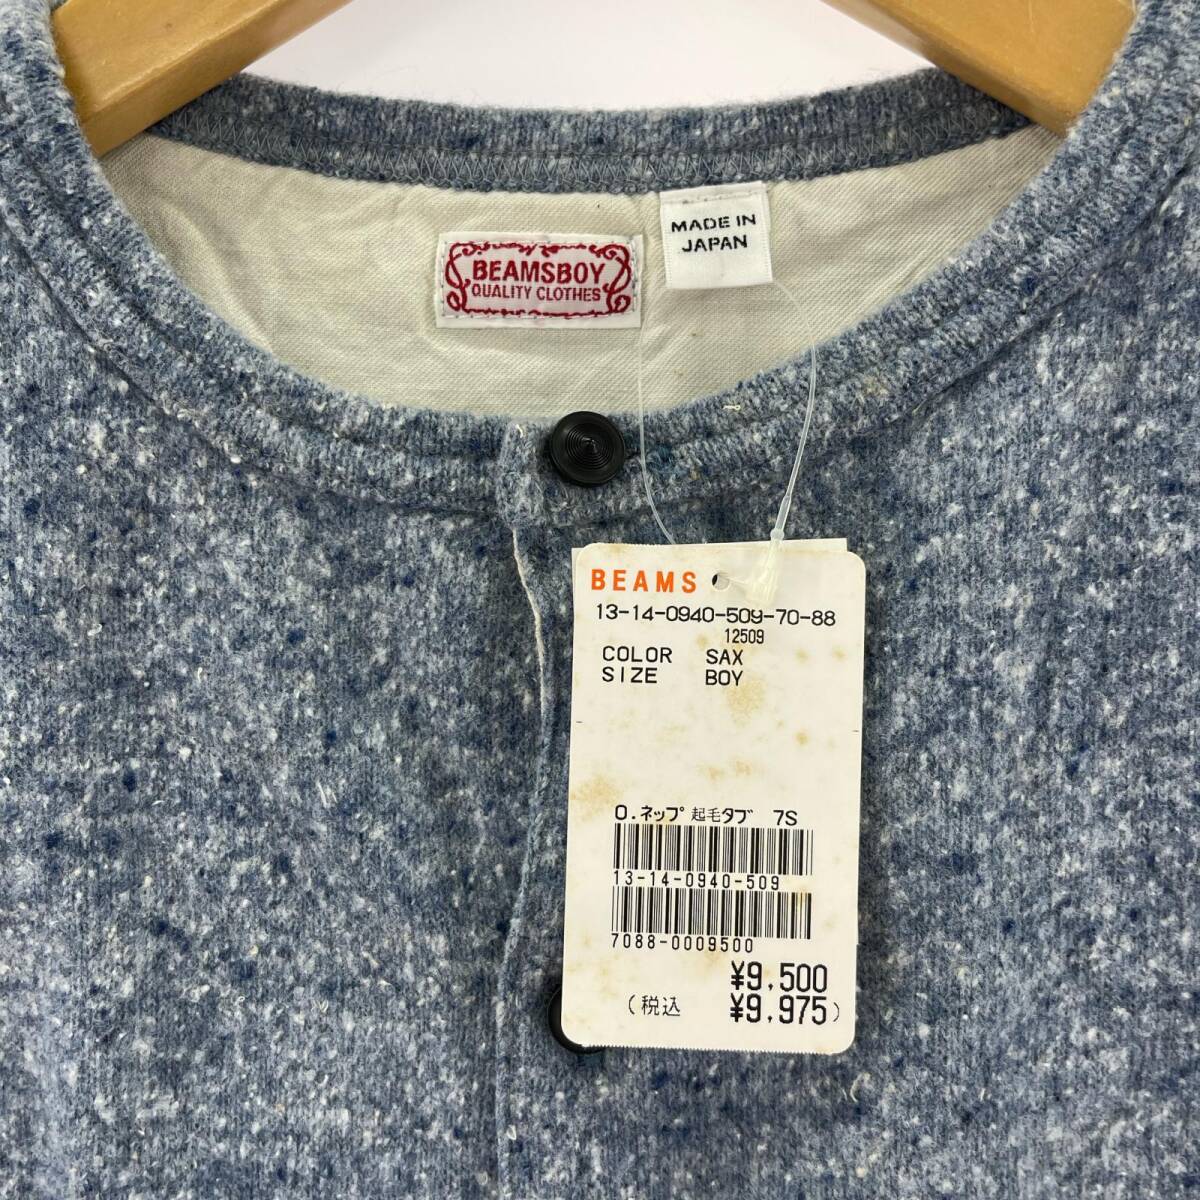 MADE IN
JAPAN
BEAMSBOY
QUALITY CLOTHES
BEAMS
13-14-0940-509-70-88
12509
COLOR SAX
SIZE BOY
O.ネップ 起毛タブ 7S
13-14-0940-509
7088-0009500
¥9,500
(税込 ¥9,975)